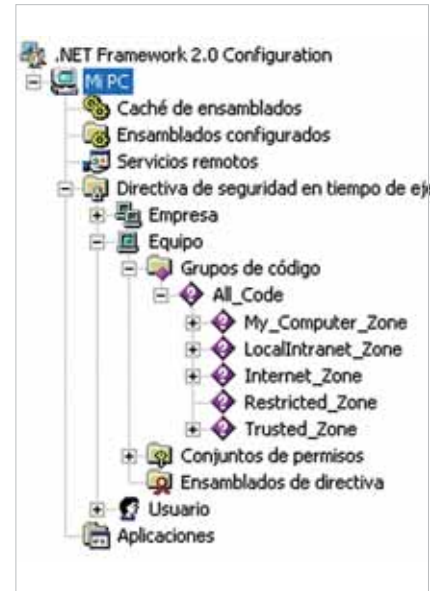 .NET Framework 2.0 Configuration
Mi PC
Caché de ensamblados
Ensamblados configurados
Servicios remotos
Directiva de seguridad en tiempo de eje
Empresa
Equipo
Grupos de código
All_Code
My_Computer_Zone
LocalIntranet_Zone
Internet_Zone
Restricted_Zone
Trusted_Zone
Conjuntos de permisos
Ensamblados de directiva
Usuario
Aplicaciones